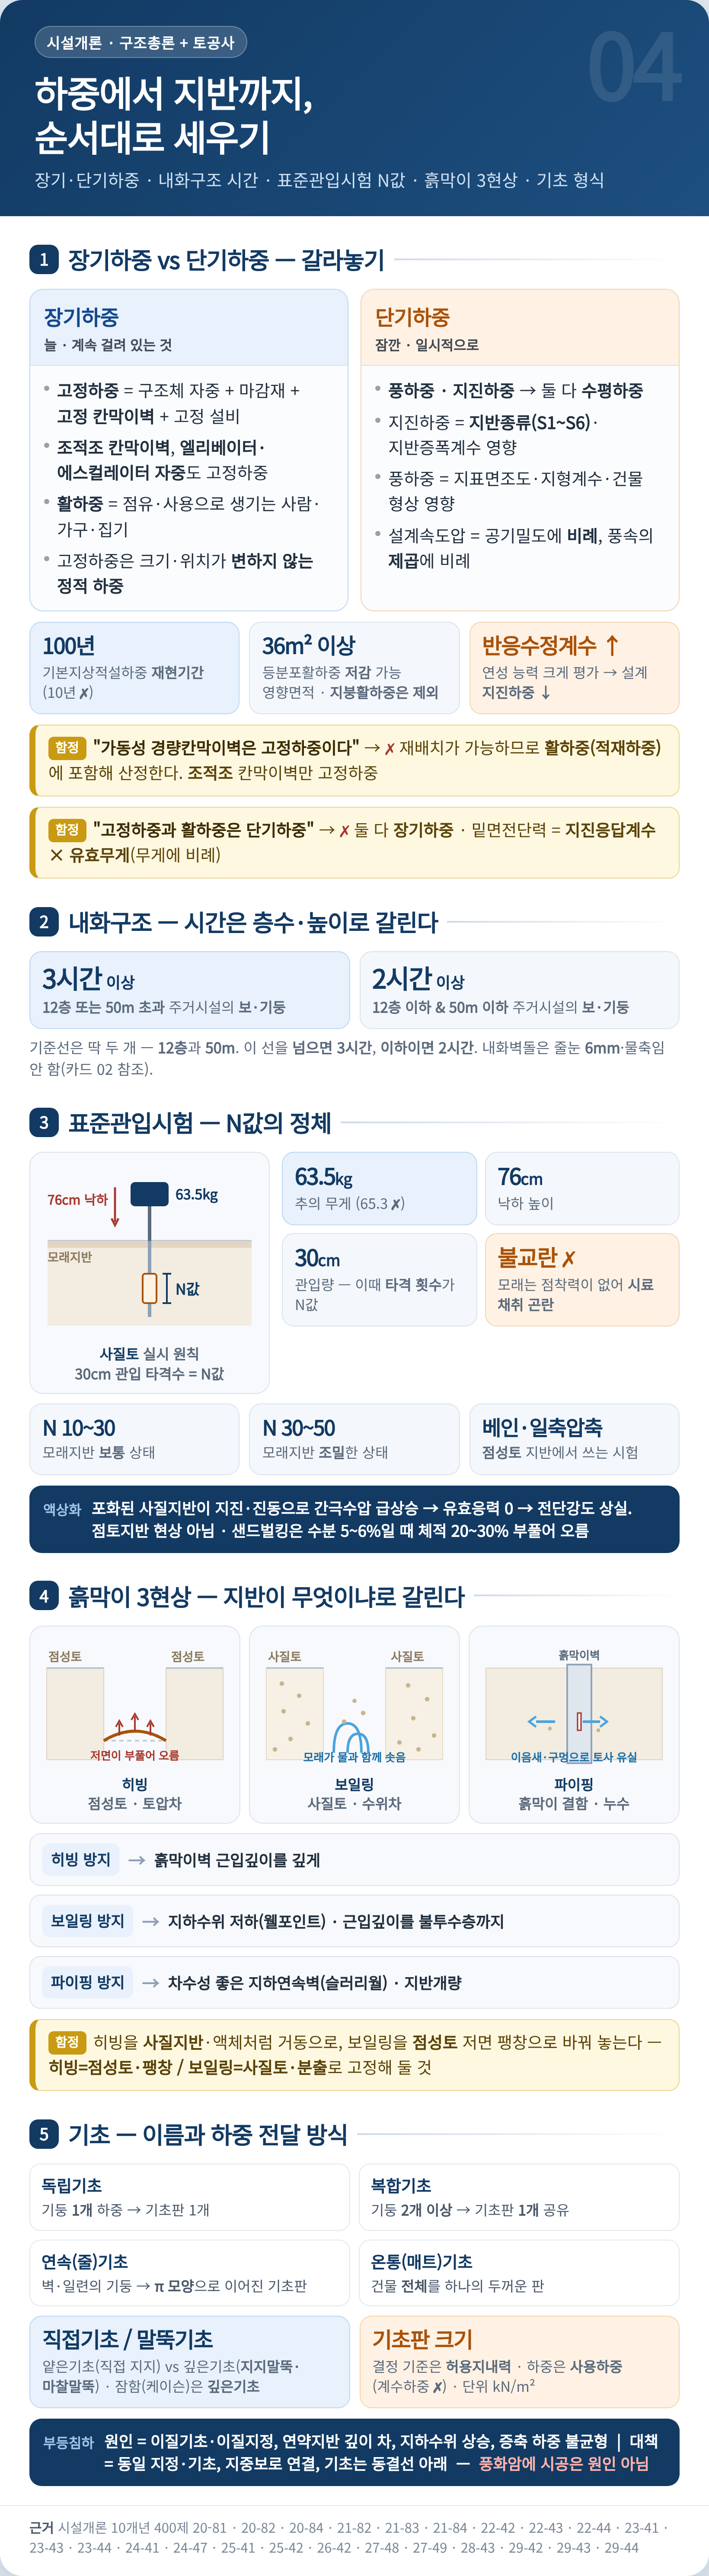 시설개론 · 구조총론 + 토공사
04
하중에서 지반까지,
순서대로 세우기
장기·단기하중 · 내화구조 시간 · 표준관입시험 N값 · 흙막이 3현상 · 기초 형식
1 장기하중 vs 단기하중 — 갈라놓기
장기하중
늘 · 계속 걸려 있는 것
고정하중 = 구조체 자중 + 마감재 +
고정 칸막이벽 + 고정 설비
조적조 칸막이벽, 엘리베이터·
에스컬레이터 자중도 고정하중
활하중 = 점유·사용으로 생기는 사람·
가구·집기
고정하중은 크기·위치가 변하지 않는
정적 하중
단기하중
잠깐 · 일시적으로
풍하중 · 지진하중 → 둘 다 수평하중
지진하중 = 지반종류(S1~S6)·
지반증폭계수 영향
풍하중 = 지표면조도·지형계수·건물
형상 영향
설계속도압 = 공기밀도에 비례, 풍속의
제곱에 비례
100년
기본지상적설하중 재현기간
(10년 ✗)
36m² 이상
등분포활하중 저감 가능
영향면적 · 지붕활하중은 제외
반응수정계수 ↑
연성 능력 크게 평가 → 설계
지진하중 ↓
함정 "가동성 경량칸막이벽은 고정하중이다" → ✗ 재배치가 가능하므로 활하중(적재하중)
에 포함해 산정한다. 조적조 칸막이벽만 고정하중
함정 "고정하중과 활하중은 단기하중" → ✗ 둘 다 장기하중 · 밑면전단력 = 지진응답계수
× 유효무게(무게에 비례)
2 내화구조 — 시간은 층수·높이로 갈린다
3시간 이상
12층 또는 50m 초과 주거시설의 보·기둥
2시간 이상
12층 이하 & 50m 이하 주거시설의 보·기둥
기준선은 딱 두 개 — 12층과 50m. 이 선을 넘으면 3시간, 이하이면 2시간. 내화벽돌은 줄눈 6mm·물축임
안 함(카드 02 참조).
3 표준관입시험 — N값의 정체
76cm 낙하
63.5kg
모래지반
N값
사질토 실시 원칙
30cm 관입 타격수 = N값
63.5kg
추의 무게 (65.3 ✗)
76cm
낙하 높이
30cm
관입량 — 이때 타격 횟수가
N값
불교란 ✗
모래는 점착력이 없어 시료
채취 곤란
N 10~30
모래지반 보통 상태
N 30~50
모래지반 조밀한 상태
베인·일축압축
점성토 지반에서 쓰는 시험
액상화 포화된 사질지반이 지진·진동으로 간극수압 급상승 → 유효응력 0 → 전단강도 상실.
점토지반 현상 아님 · 샌드벌킹은 수분 5~6%일 때 체적 20~30% 부풀어 오름
4 흙막이 3현상 — 지반이 무엇이냐로 갈린다
점성토 점성토
저면이 부풀어 오름
히빙
점성토 · 토압차
사질토 사질토
모래가 물과 함께 솟음
보일링
사질토 · 수위차
흙막이벽
이음새·구멍으로 토사 유실
파이핑
흙막이 결함 · 누수
히빙 방지 → 흙막이벽 근입깊이를 깊게
보일링 방지 → 지하수위 저하(웰포인트) · 근입깊이를 불투수층까지
파이핑 방지 → 차수성 좋은 지하연속벽(슬러리월) · 지반개량
함정 히빙을 사질지반·액체처럼 거동으로, 보일링을 점성토 저면 팽창으로 바꿔 놓는다 —
히빙=점성토·팽창 / 보일링=사질토·분출로 고정해 둘 것
5 기초 — 이름과 하중 전달 방식
독립기초
기둥 1개 하중 → 기초판 1개
복합기초
기둥 2개 이상 → 기초판 1개 공유
연속(줄)기초
벽·일련의 기둥 → π 모양으로 이어진 기초판
온통(매트)기초
건물 전체를 하나의 두꺼운 판
직접기초 / 말뚝기초
얕은기초(직접 지지) vs 깊은기초(지지말뚝·
마찰말뚝) · 잠함(케이슨)은 깊은기초
기초판 크기
결정 기준은 허용지내력 · 하중은 사용하중
(계수하중 ✗) · 단위 kN/m²
부등침하 원인 = 이질기초·이질지정, 연약지반 깊이 차, 지하수위 상승, 증축 하중 불균형 | 대책
= 동일 지정·기초, 지중보로 연결, 기초는 동결선 아래 — 풍화암에 시공은 원인 아님
근거 시설개론 10개년 400제 20-81 · 20-82 · 20-84 · 21-82 · 21-83 · 21-84 · 22-42 · 22-43 · 22-44 · 23-41 ·
23-43 · 23-44 · 24-41 · 24-47 · 25-41 · 25-42 · 26-42 · 27-48 · 27-49 · 28-43 · 29-42 · 29-43 · 29-44